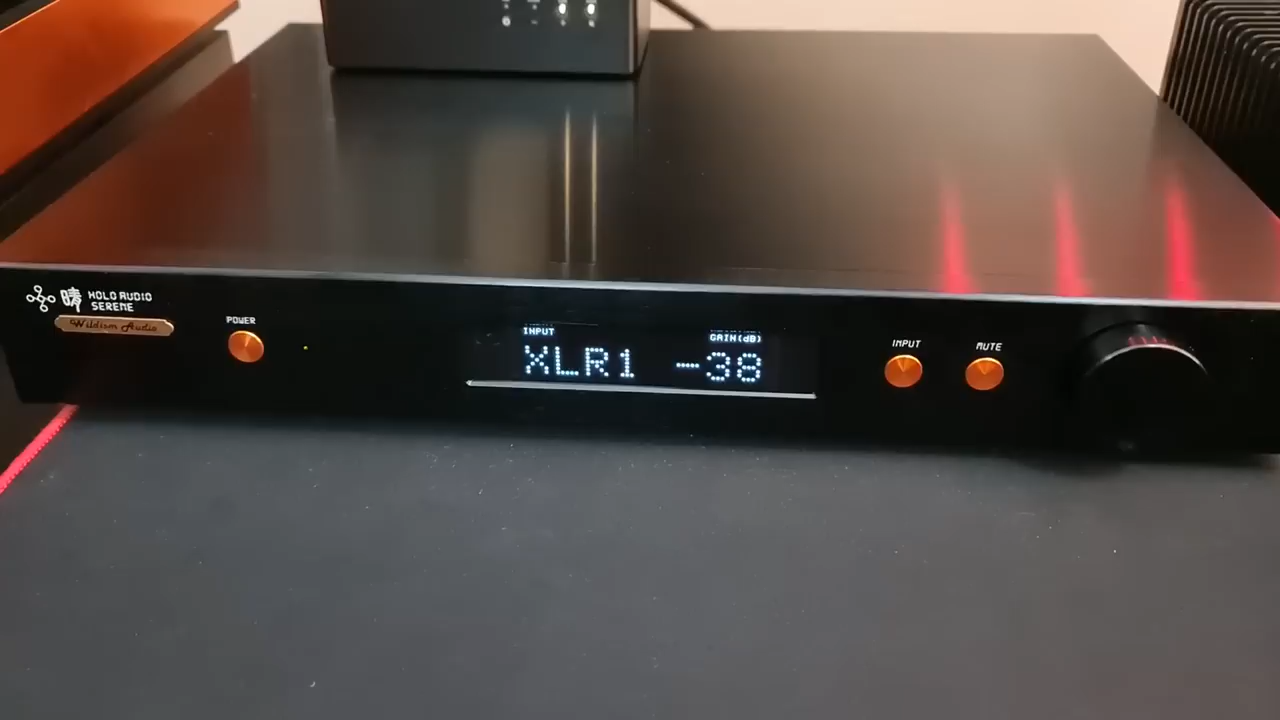 晴 HOLO AUDIO
SERENE
Wildism Audio
POWER
INPUT GAIN(dB)
XLR1 -38
INPUT
MUTE